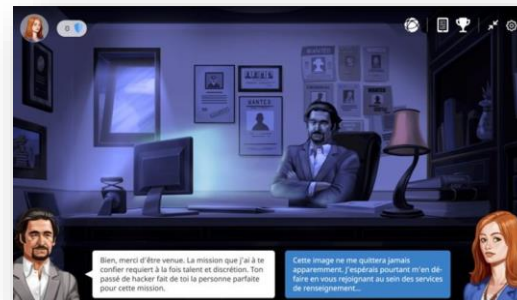 0
WANTED
WANTED
Bien, merci d'être venue. La mission que j'ai à te
confier requiert à la fois talent et discrétion. Ton
passé de hacker fait de toi la personne parfaite
pour cette mission.
Cette image ne me quittera jamais
apparemment. J'espérais pourtant m'en dé-
faire en vous rejoignant au sein des services
de renseignement...